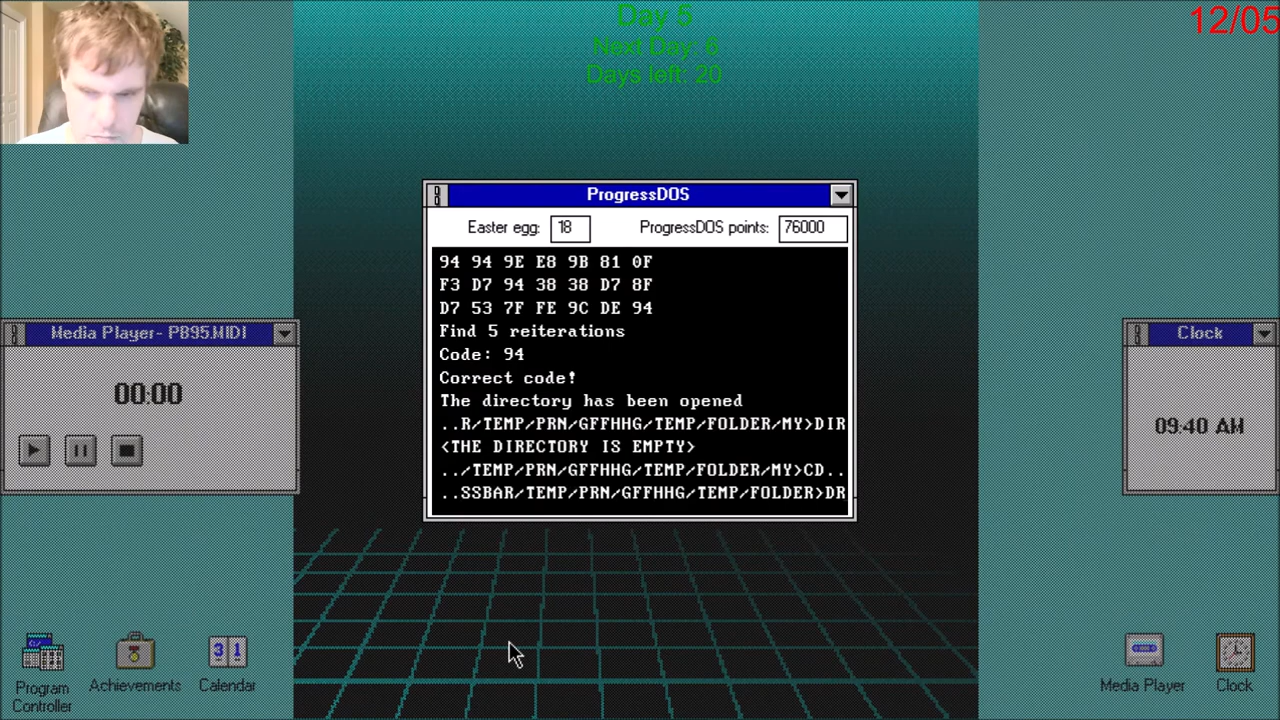 Day 5
Next Day: 6
Days left: 20
12/05
ProgressDOS
Easter egg: 18 ProgressDOS points: 76000
94 94 9E E8 9B 81 0F
F3 D7 94 38 38 D7 8F
D7 53 7F FE 9C DE 94
Find 5 reiterations
Code: 94
Correct code!
The directory has been opened
..R/TEMP/PRN/GFFHHG/TEMP/FOLDER/MY>DIR
<THE DIRECTORY IS EMPTY>
../TEMP/PRN/GFFHHG/TEMP/FOLDER/MY>CD..
..SSBAR/TEMP/PRN/GFFHHG/TEMP/FOLDER>DR
Media Player- PB95.MIDI
00:00
Clock
09:40 AM
Program
Controller
Achievements
31
Calendar
Media Player
Clock